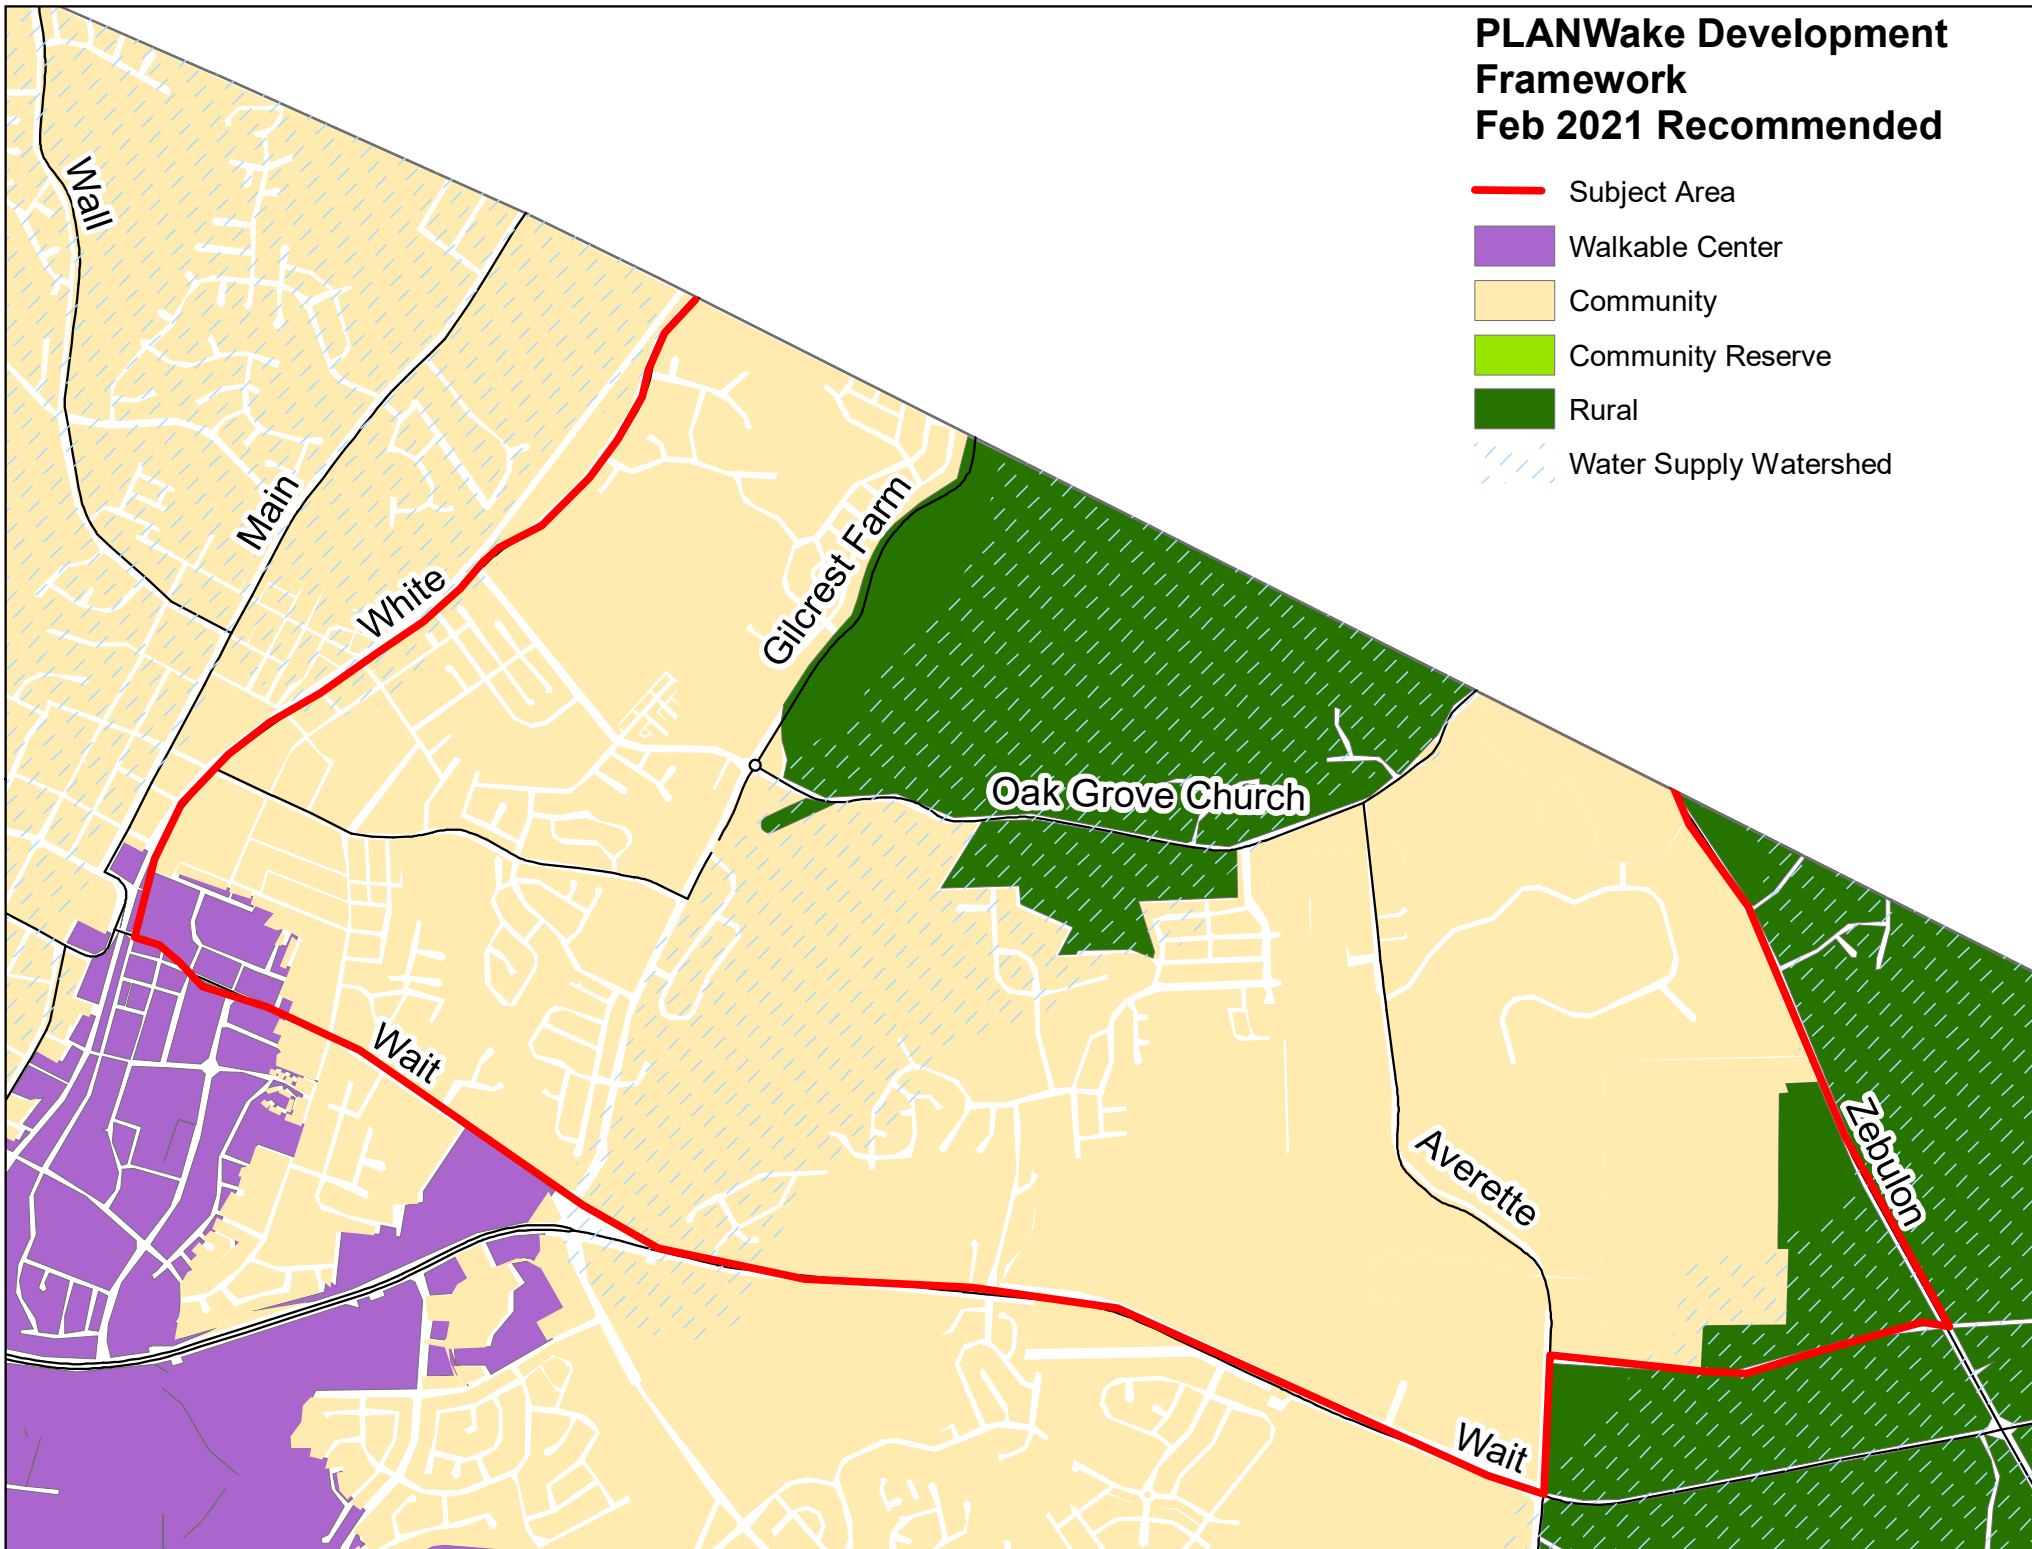 PLANWake Development
Framework
Feb 2021 Recommended
Subject Area
Walkable Center
Community
Community Reserve
Rural
Water Supply Watershed
Wall
Main
White
Gilcrest Farm
Oak Grove Church
Wait
Averette
Zebulon
Wait